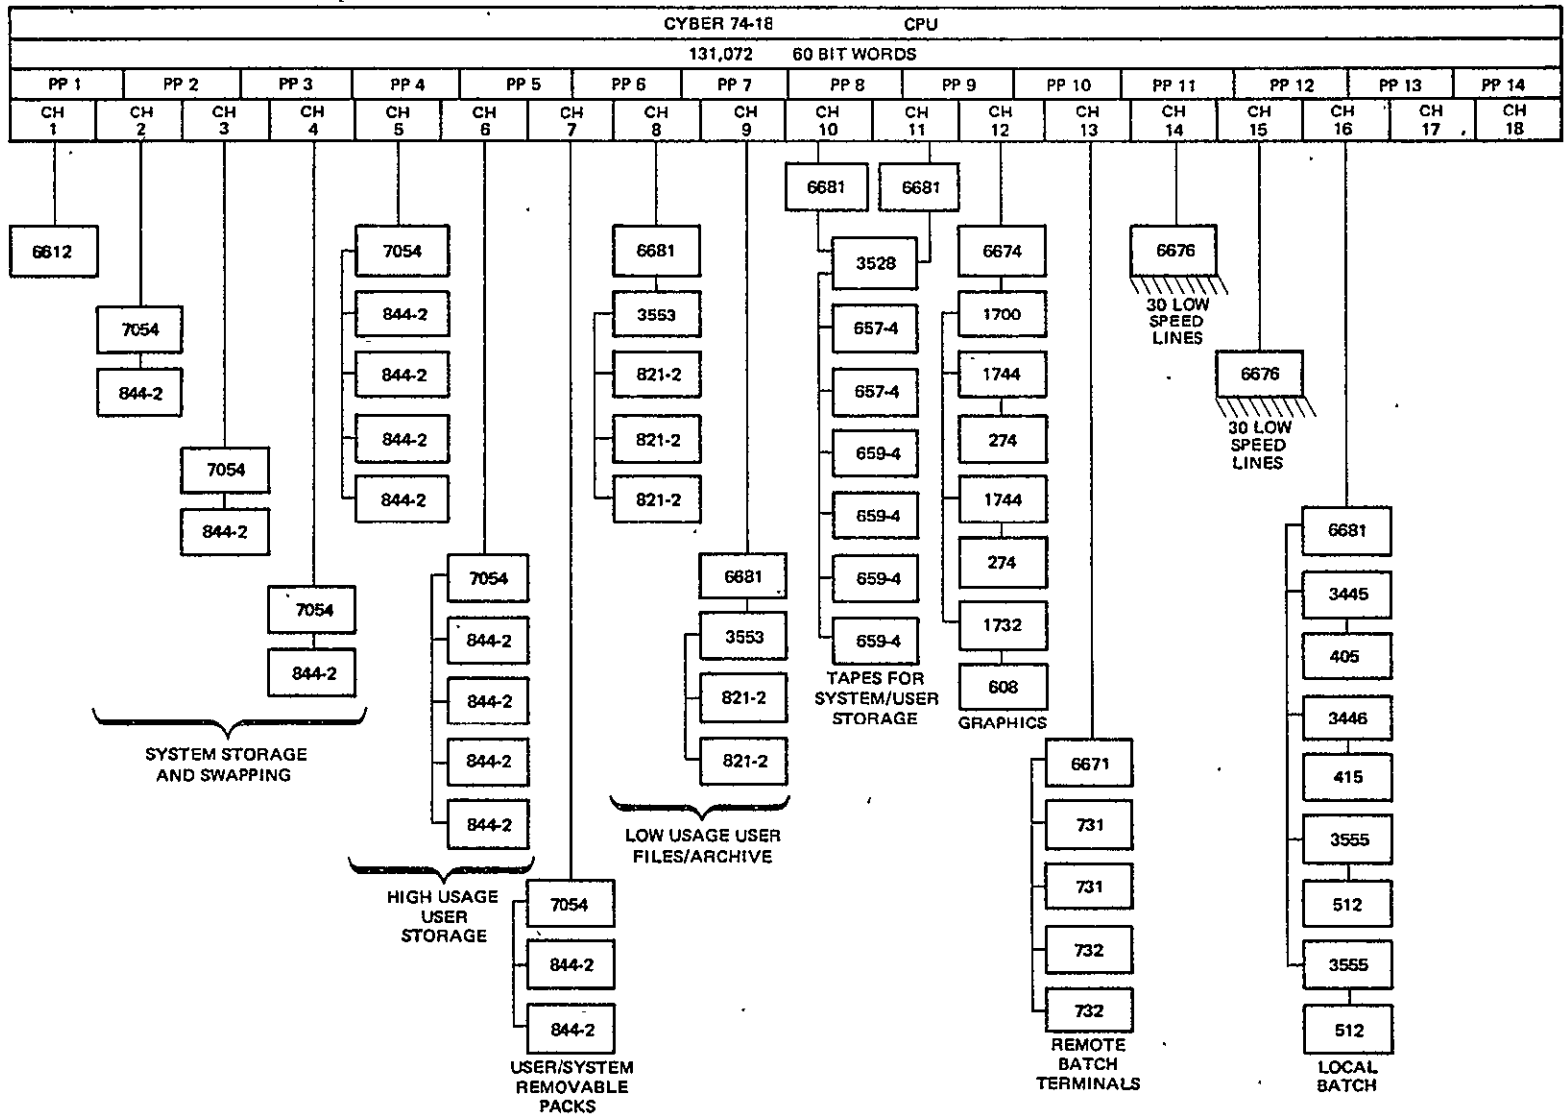 CYBER 74-18 CPU
131,072 60 BIT WORDS
PP 1 PP 2 PP 3 PP 4 PP 5 PP 6 PP 7 PP 8 PP 9 PP 10 PP 11 PP 12 PP 13 PP 14
CH 1
CH 2
CH 3
CH 4
CH 5
CH 6
CH 7
CH 8
CH 9
CH 10
CH 11
CH 12
CH 13
CH 14
CH 15
CH 16
CH 17
CH 18
6612
7054
844-2
7054
844-2
7054
844-2
SYSTEM STORAGE
AND SWAPPING
7054
844-2
844-2
844-2
844-2
7054
844-2
844-2
844-2
844-2
HIGH USAGE
USER
STORAGE
7054
844-2
844-2
USER/SYSTEM
REMOVABLE
PACKS
6681
3553
821-2
821-2
821-2
6681
3553
821-2
821-2
LOW USAGE USER
FILES/ARCHIVE
6681
6681
3528
657-4
657-4
659-4
659-4
659-4
659-4
TAPES FOR
SYSTEM/USER
STORAGE
6674
1700
1744
274
1744
274
1732
608
GRAPHICS
6671
731
731
732
732
REMOTE
BATCH
TERMINALS
6676
30 LOW
SPEED
LINES
6676
30 LOW
SPEED
LINES
6681
3445
405
3446
415
3555
512
3555
512
LOCAL
BATCH